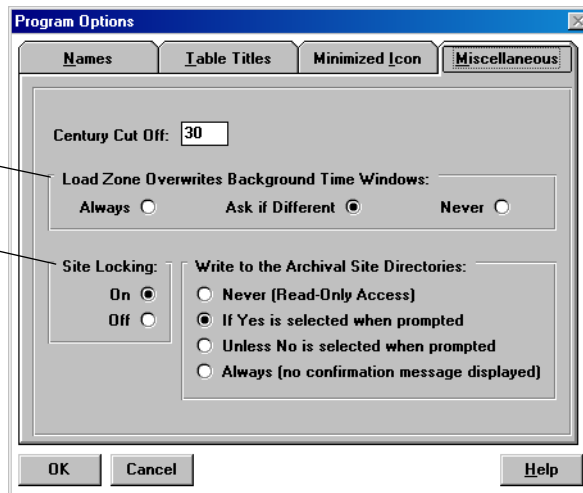 Program Options
Names Table Titles Minimized Icon Miscellaneous
Century Cut Off: 30
Load Zone Overwrites Background Time Windows:
Always Ask if Different Never
Site Locking:
On
Off
Write to the Archival Site Directories:
Never (Read-Only Access)
If Yes is selected when prompted
Unless No is selected when prompted
Always (no confirmation message displayed)
OK Cancel Help